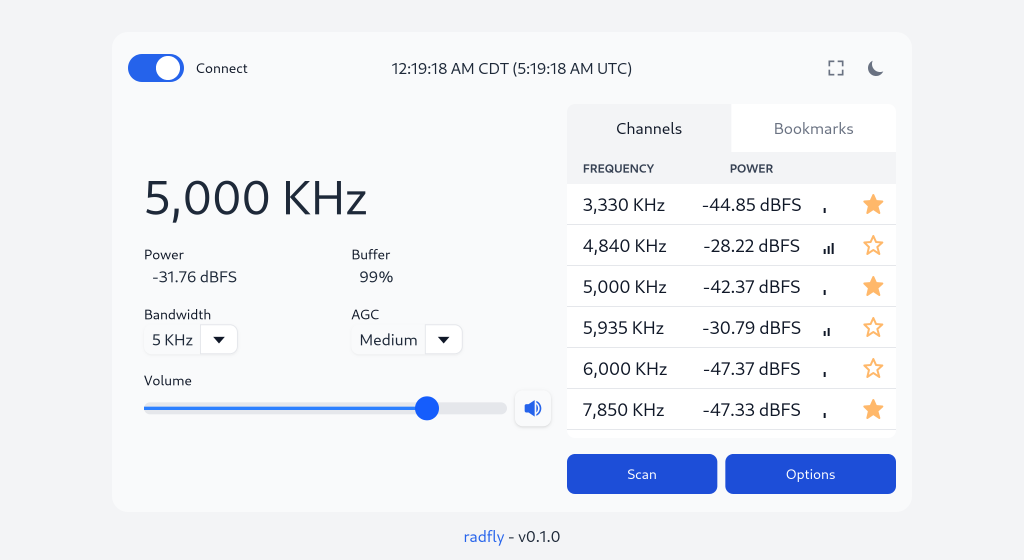 Connect
12:19:18 AM CDT (5:19:18 AM UTC)
5,000 KHz
Power
-31.76 dBFS
Buffer
99%
Bandwidth
5 KHz
AGC
Medium
Volume
Channels Bookmarks
FREQUENCY POWER
3,330 KHz -44.85 dBFS
4,840 KHz -28.22 dBFS
5,000 KHz -42.37 dBFS
5,935 KHz -30.79 dBFS
6,000 KHz -47.37 dBFS
7,850 KHz -47.33 dBFS
Scan Options
radfly - v0.1.0